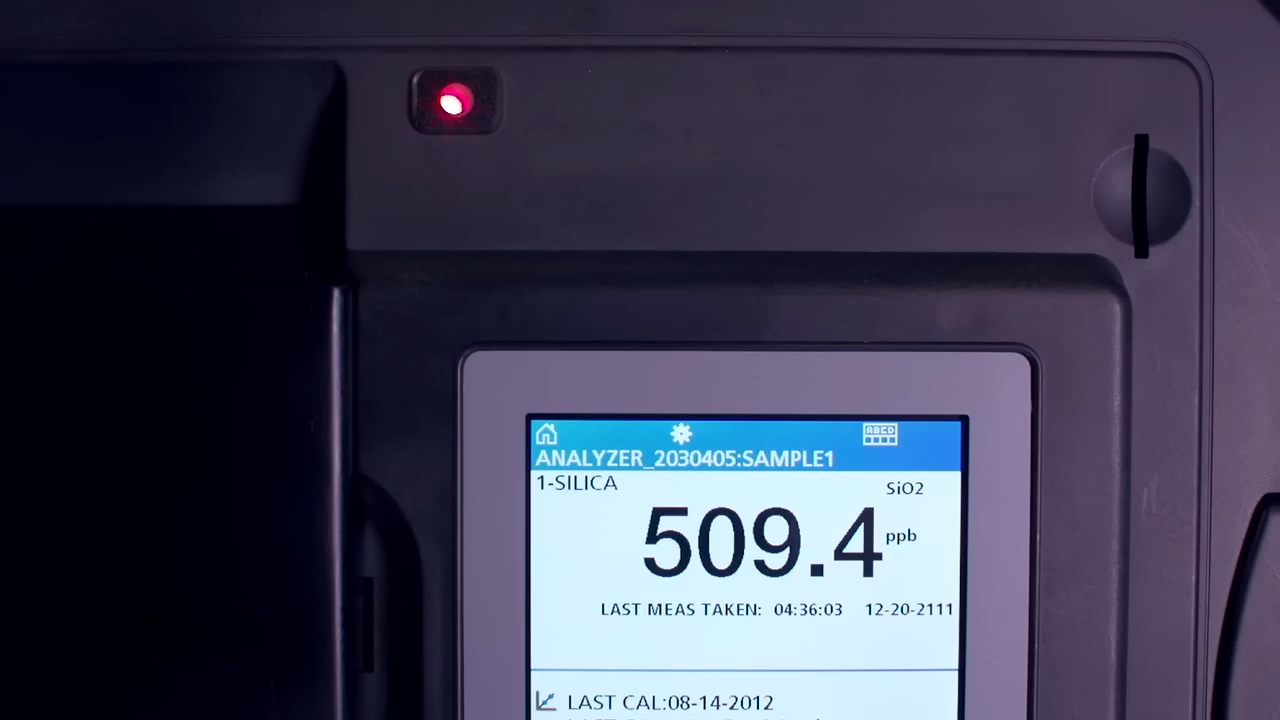 ABCD
ANALYZER_2030405:SAMPLE1
1-SILICA
SiO2
509.4 ppb
LAST MEAS TAKEN: 04:36:03 12-20-2111
LAST CAL:08-14-2012